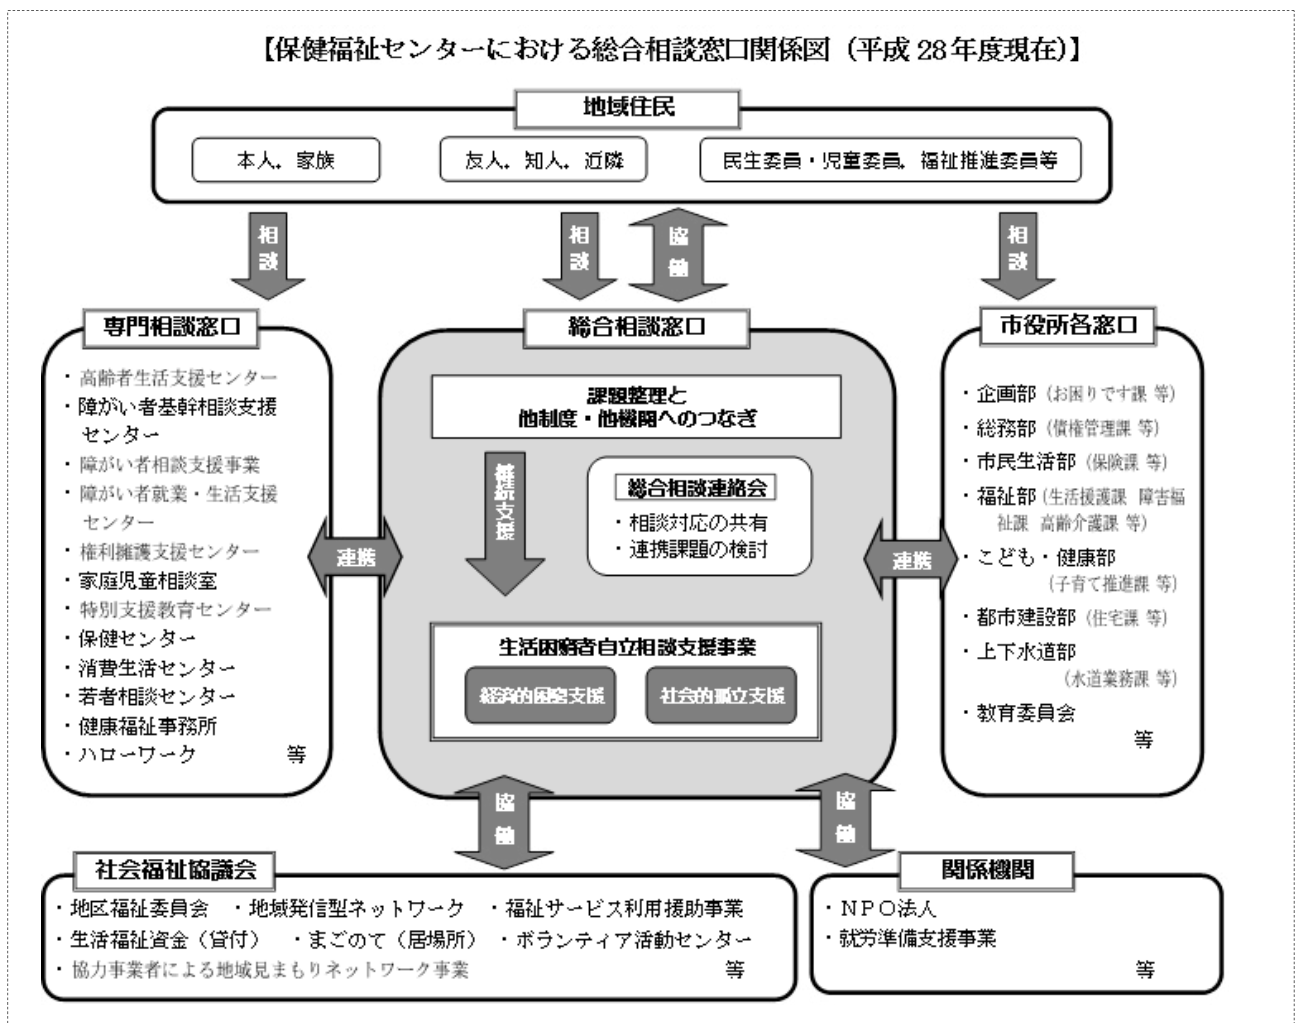 【保健福祉センターにおける総合相談窓口関係図（平成 28 年度現在）】
地域住民
本人，家族
友人，知人，近隣
民生委員・児童委員，福祉推進委員等
相談
相談
協働
相談
専門相談窓口
・高齢者生活支援センター
・障がい者基幹相談支援
センター
・障がい者相談支援事業
・障がい者就業・生活支援
センター
・権利擁護支援センター
・家庭児童相談室
・特別支援教育センター
・保健センター
・消費生活センター
・若者相談センター
・健康福祉事務所
・ハローワーク 等
連携
総合相談窓口
課題整理と
他制度・他機関へのつなぎ
継続支援
総合相談連絡会
・相談対応の共有
・連携課題の検討
生活困窮者自立相談支援事業
経済的困窮支援
社会的孤立支援
連携
市役所各窓口
・企画部（お困りです課 等）
・総務部（債権管理課 等）
・市民生活部（保険課 等）
・福祉部（生活援護課 障害福
祉課 高齢介護課 等）
・こども・健康部
（子育て推進課 等）
・都市建設部（住宅課 等）
・上下水道部
（水道業務課 等）
・教育委員会
等
協働
協働
社会福祉協議会
・地区福祉委員会 ・地域発信型ネットワーク ・福祉サービス利用援助事業
・生活福祉資金（貸付） ・まごのて（居場所） ・ボランティア活動センター
・協力事業者による地域見まもりネットワーク事業 等
関係機関
・ＮＰＯ法人
・就労準備支援事業
等